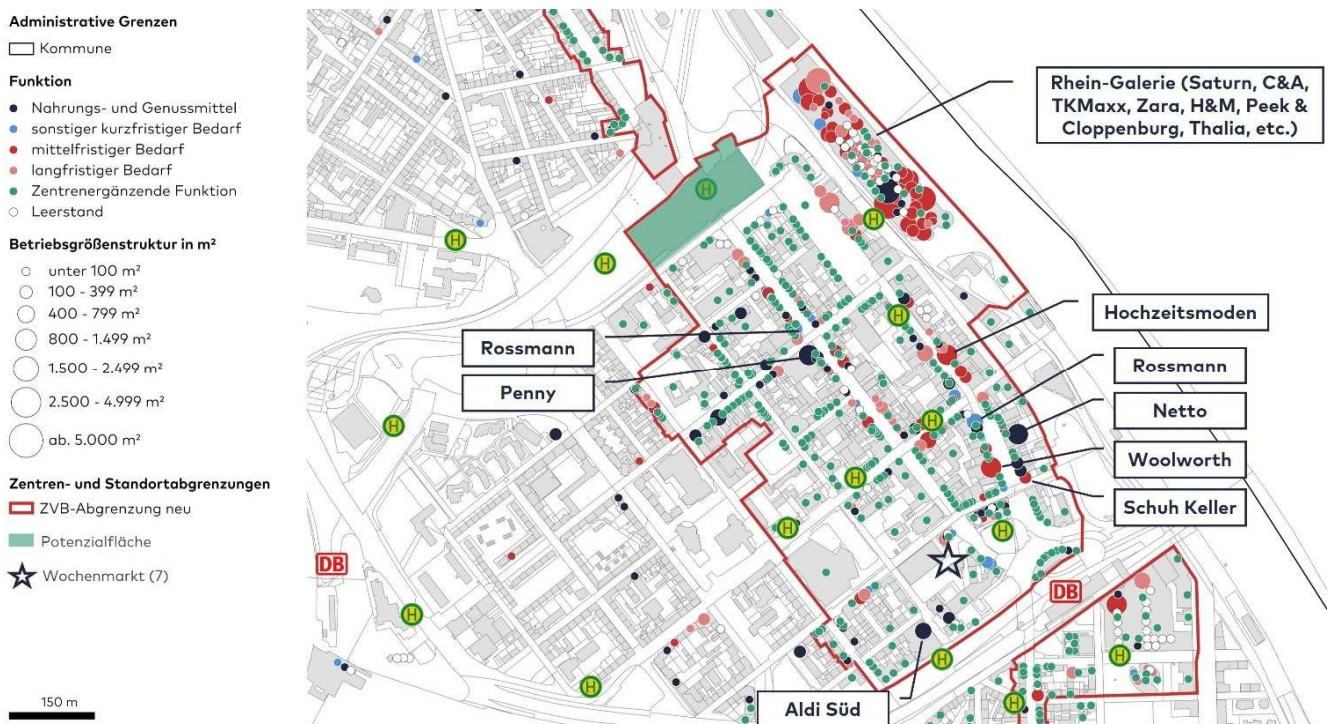 Administrative Grenzen
Kommune
Funktion
Nahrungs- und Genussmittel
sonstiger kurzfristiger Bedarf
mittelfristiger Bedarf
langfristiger Bedarf
Zentrenergänzende Funktion
Leerstand
Betriebsgrößenstruktur in m²
unter 100 m²
100 - 399 m²
400 - 799 m²
800 - 1.499 m²
1.500 - 2.499 m²
2.500 - 4.999 m²
ab. 5.000 m²
Zentren- und Standortabgrenzungen
ZVB-Abgrenzung neu
Potenzialfläche
Wochenmarkt (7)
150 m
Rhein-Galerie (Saturn, C&A,
TKMaxx, Zara, H&M, Peek &
Cloppenburg, Thalia, etc.)
H
H
H
H
Hochzeitsmoden
H
Rossmann
Rossmann
Penny
Netto
H
H
Woolworth
H
Schuh Keller
H
H
DB
DB
H
H
H
H
H
Aldi Süd